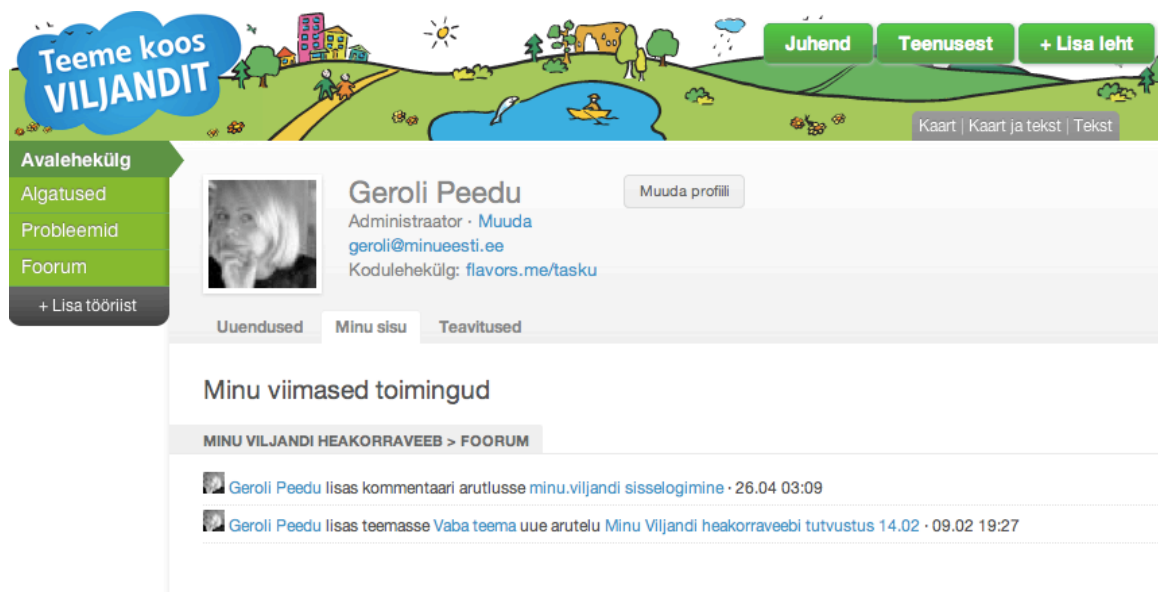 Teeme koos
VILJANDIT
Juhend
Teenusest
+ Lisa leht
Kaart | Kaart ja tekst | Tekst
Avalehekülg
Algatused
Probleemid
Foorum
+ Lisa tööriist
Geroli Peedu
Muuda profiili
Administraator · Muuda
geroli@minueesti.ee
Kodulehekülg: flavors.me/tasku
Uuendused
Minu sisu
Teavitused
Minu viimased toimingud
MINU VILJANDI HEAKORRAVEEB > FOORUM
Geroli Peedu lisas kommentaari arutlusse minu.viljandi sisselogimine · 26.04 03:09
Geroli Peedu lisas teemasse Vaba teema uue arutelu Minu Viljandi heakorraveebi tutvustus 14.02 · 09.02 19:27